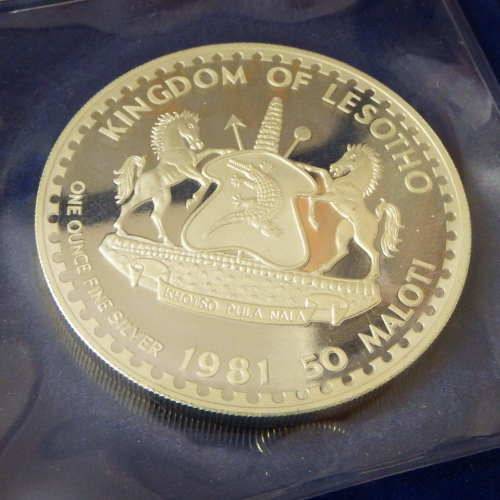 KINGDOM OF LESOTHO
KHOTSO PULA NALA
ONE OUNCE FINE SILVER
1981
50 MALOTI